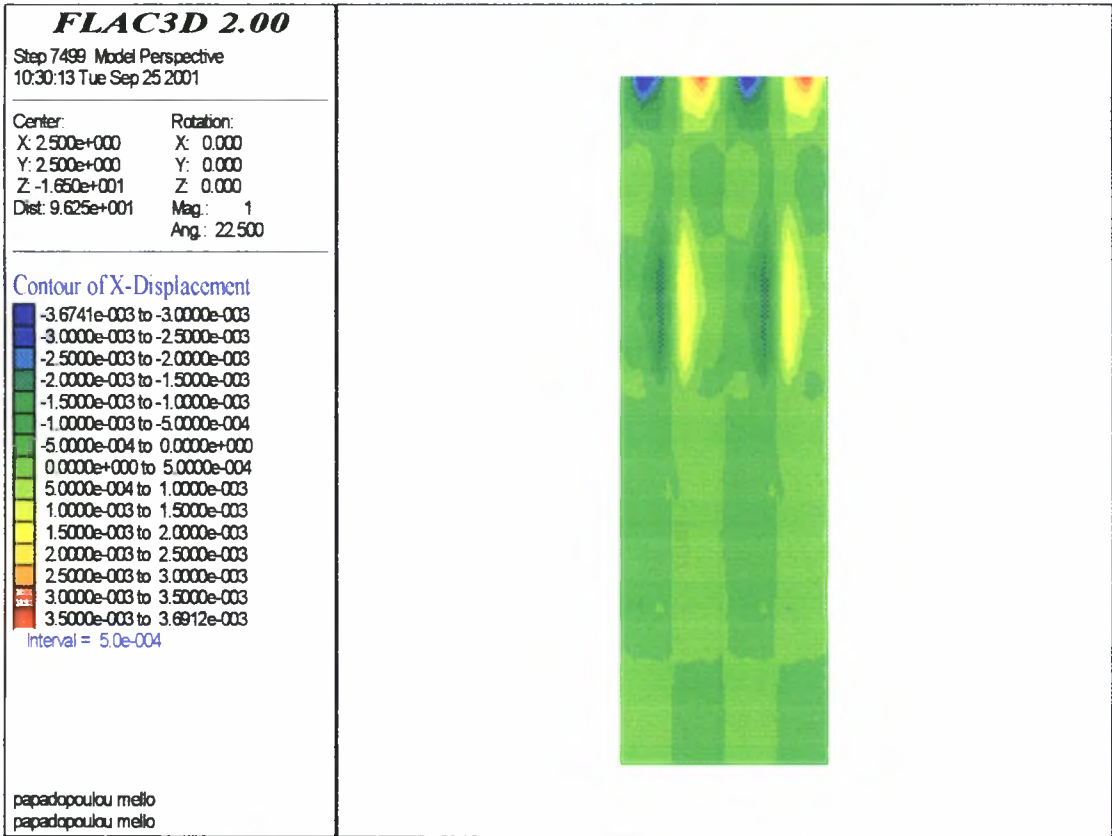 FLAC3D 2.00
Step 7499 Model Perspective
10:30:13 Tue Sep 25 2001
Center: Rotation:
X: 2.500e+000 X: 0.000
Y: 2.500e+000 Y: 0.000
Z: -1.650e+001 Z: 0.000
Dist: 9.625e+001 Mag.: 1
Ang.: 22.500
Contour of X-Displacement
-3.6741e-003 to -3.0000e-003
-3.0000e-003 to -2.5000e-003
-2.5000e-003 to -2.0000e-003
-2.0000e-003 to -1.5000e-003
-1.5000e-003 to -1.0000e-003
-1.0000e-003 to -5.0000e-004
-5.0000e-004 to 0.0000e+000
0.0000e+000 to 5.0000e-004
5.0000e-004 to 1.0000e-003
1.0000e-003 to 1.5000e-003
1.5000e-003 to 2.0000e-003
2.0000e-003 to 2.5000e-003
2.5000e-003 to 3.0000e-003
3.0000e-003 to 3.5000e-003
3.5000e-003 to 3.6912e-003
Interval = 5.0e-004
papadopoulou mello
papadopoulou mello